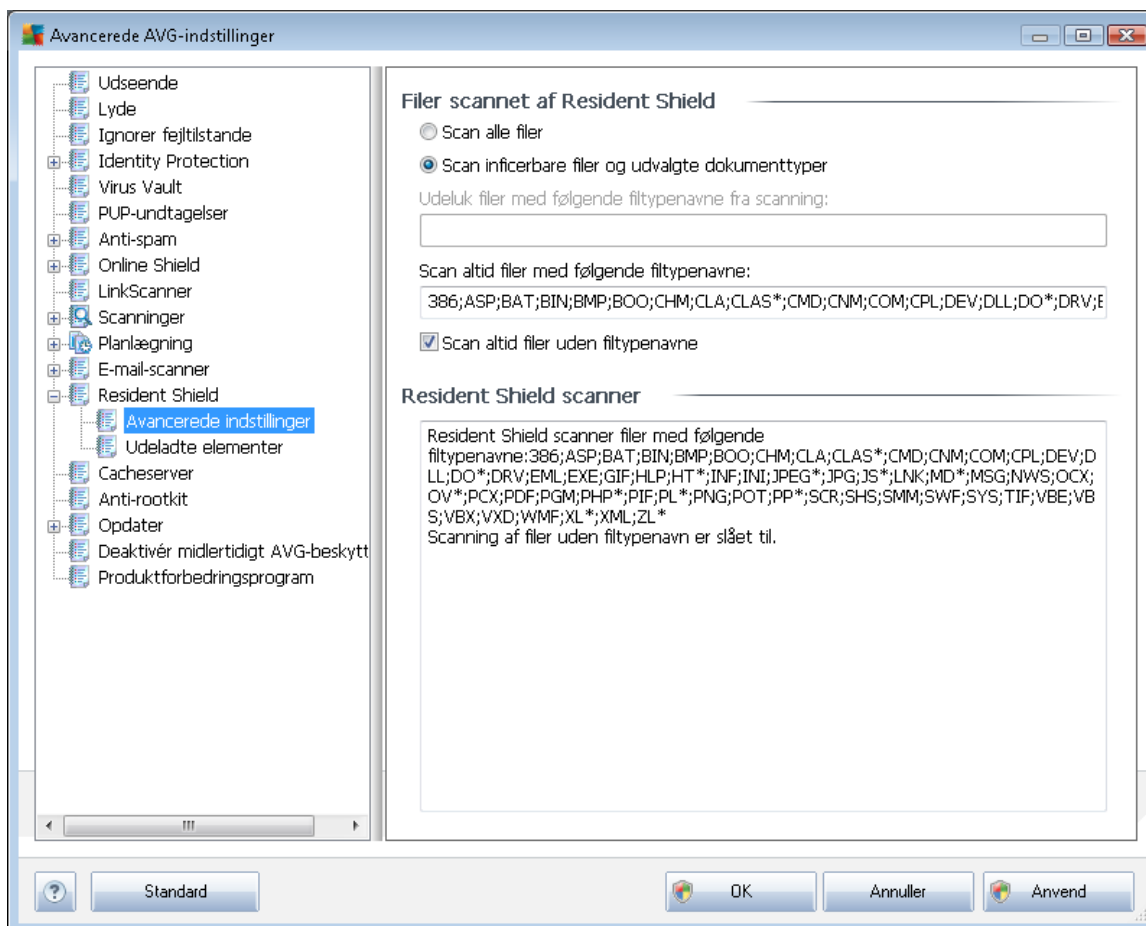 Avancerede AVG-indstillinger
Udseende
Lyde
Ignorer fejltilstande
Identity Protection
Virus Vault
PUP-undtagelser
Anti-spam
Online Shield
LinkScanner
Scanninger
Planlægning
E-mail-scanner
Resident Shield
Avancerede indstillinger
Udeladte elementer
Cacheserver
Anti-rootkit
Opdater
Deaktivér midlertidigt AVG-beskytt
Produktforbedringsprogram
Filer scannet af Resident Shield
Scan alle filer
Scan inficerbare filer og udvalgte dokumenttyper
Udeluk filer med følgende filtypenavne fra scanning:
Scan altid filer med følgende filtypenavne:
386;ASP;BAT;BIN;BMP;BOO;CHM;CLA;CLAS*;CMD;CNM;COM;CPL;DEV;DLL;DO*;DRV;E
Scan altid filer uden filtypenavne
Resident Shield scanner
Resident Shield scanner filer med følgende
filtypenavne:386;ASP;BAT;BIN;BMP;BOO;CHM;CLA;CLAS*;CMD;CNM;COM;CPL;DEV;D
LL;DO*;DRV;EML;EXE;GIF;HLP;HT*;INF;INI;JPEG*;JPG;JS*;LNK;MD*;MSG;NWS;OCX;
OV*;PCX;PDF;PGM;PHP*;PIF;PL*;PNG;POT;PP*;SCR;SHS;SMM;SWF;SYS;TIF;VBE;VB
S;VBX;VXD;WMF;XL*;XML;ZL*
Scanning af filer uden filtypenavn er slået til.
Standard
OK
Annuller
Anvend